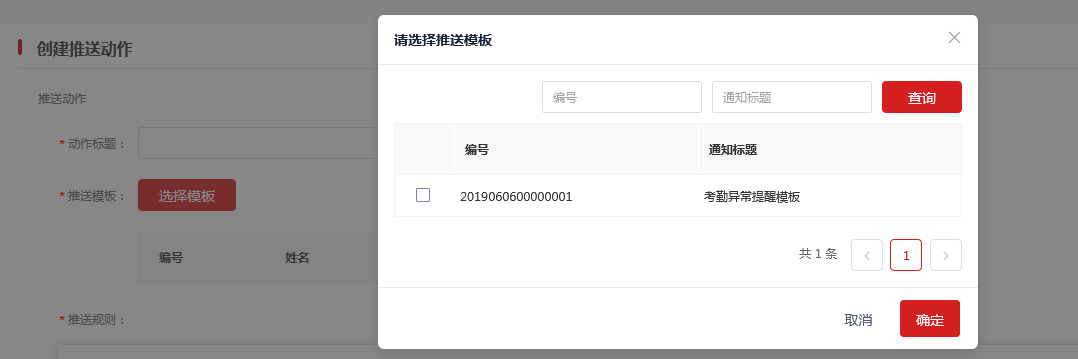 创建推送动作
推送动作
* 动作标题：
* 推送模板： 选择模板
编号 姓名
* 推送规则：
请选择推送模板
编号 通知标题 查询
编号 通知标题
2019060600000001 考勤异常提醒模板
共 1 条 1
取消 确定